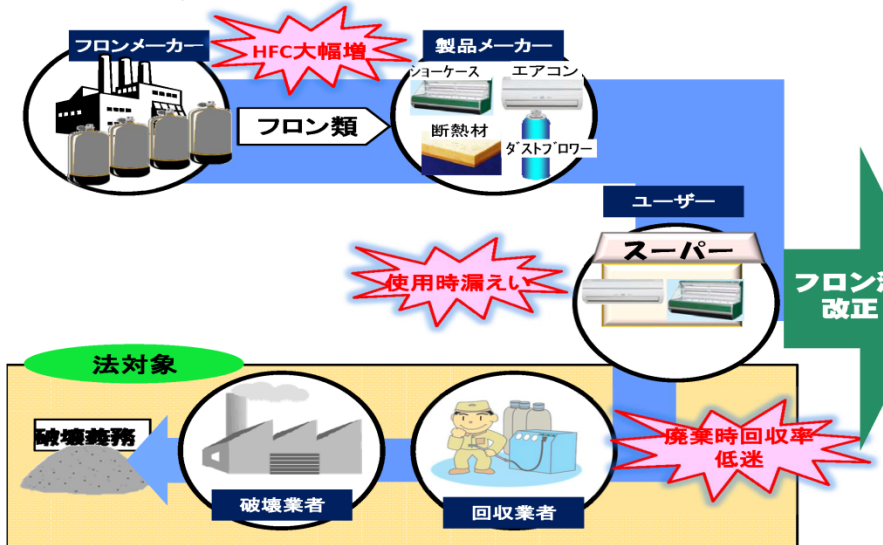 フロンメーカー
HFC大幅増
製品メーカー
ショーケース
エアコン
フロン類
断熱材
ダストブロワー
ユーザー
スーパー
使用時漏えい
フロン法
改正
法対象
破壊義務
廃棄時回収率
低迷
破壊業者
回収業者